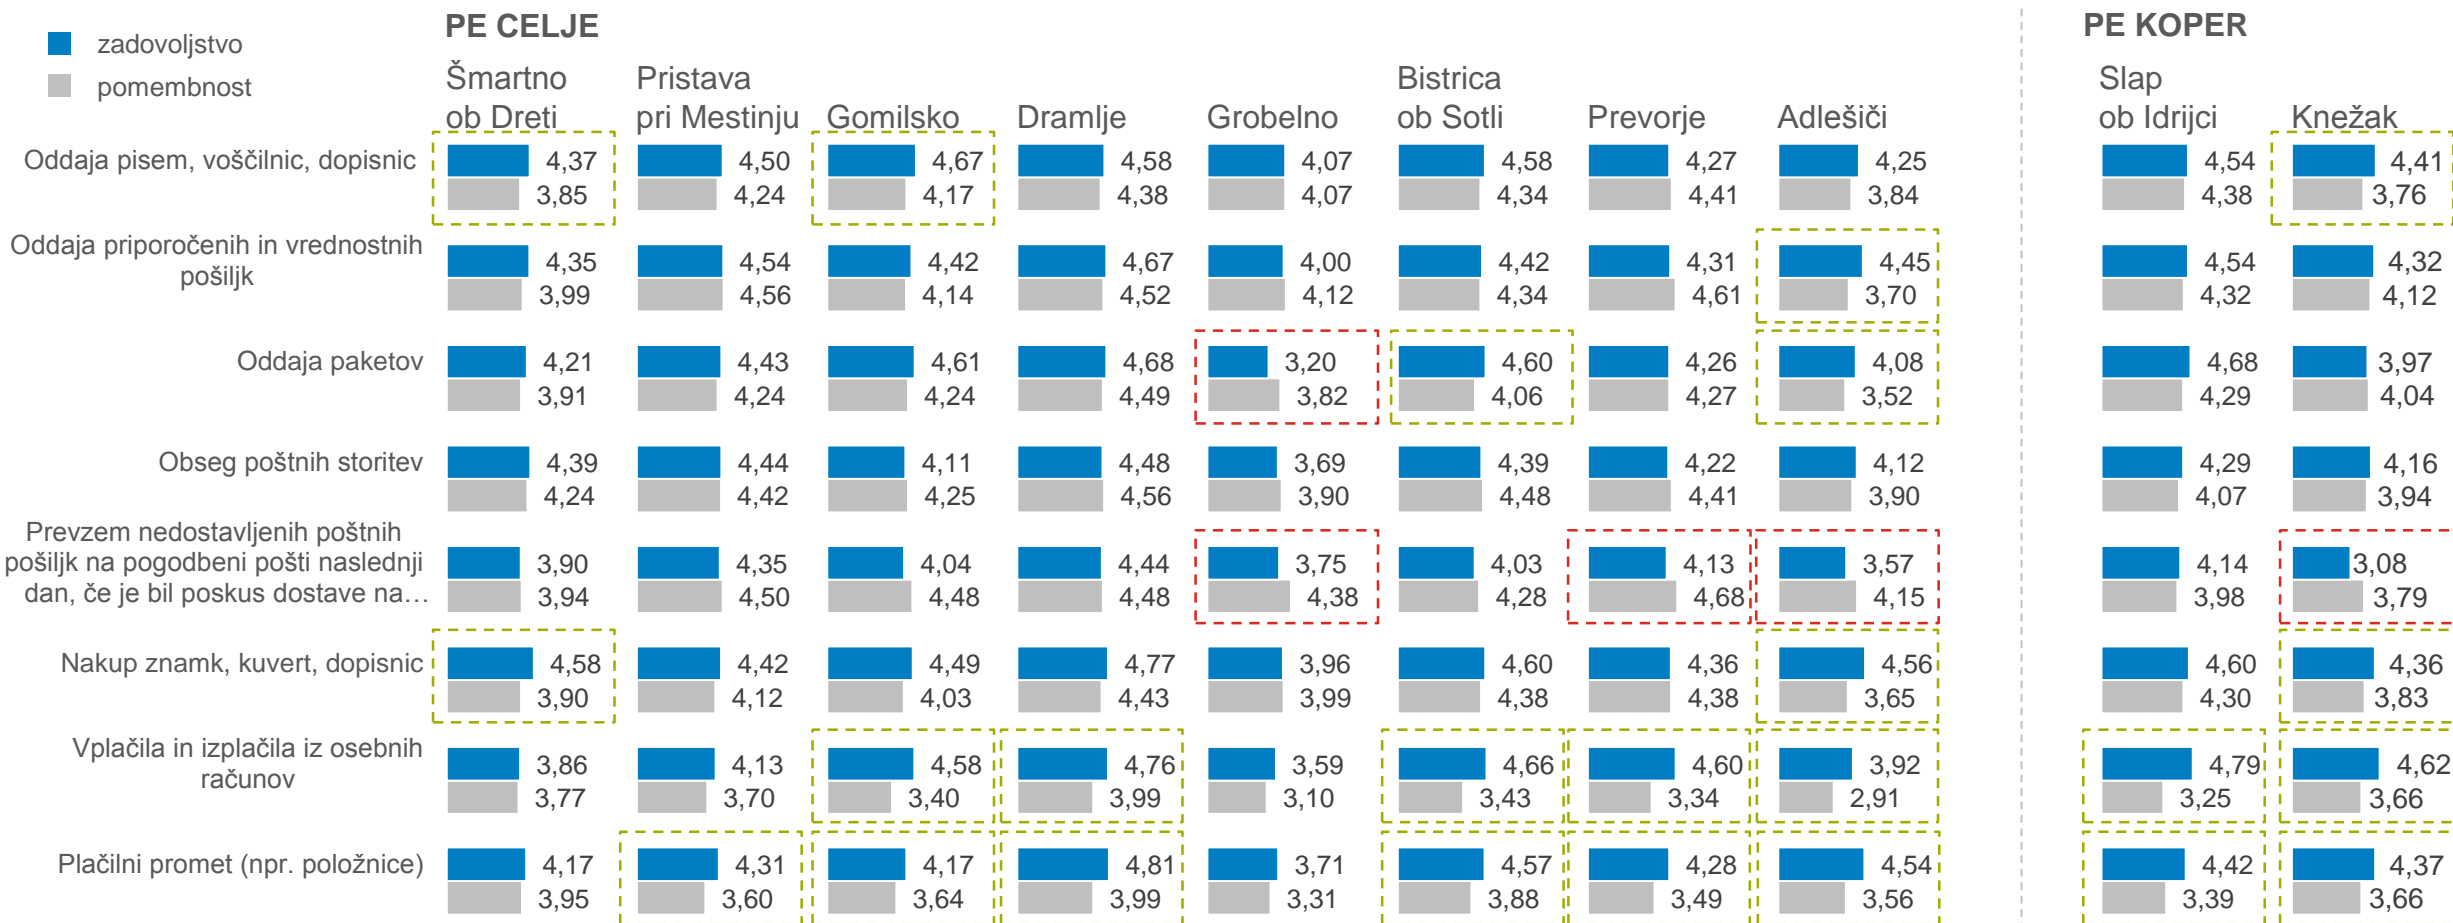 PE CELJE
PE KOPER
zadovoljstvo
pomembnost
Šmartno
ob Dreti
Pristava
pri Mestinju
Gomilsko
Dramlje
Grobelno
Bistrica
ob Sotli
Prevorje
Adlešiči
Slap
ob Idrijci
Knežak
Oddaja pisem, voščilnic, dopisnic
4,37 4,50 4,67 4,58 4,07 4,58 4,27 4,25 4,54 4,41
3,85 4,24 4,17 4,38 4,07 4,34 4,41 3,84 4,38 3,76
Oddaja priporočenih in vrednostnih
pošiljk
4,35 4,54 4,42 4,67 4,00 4,42 4,31 4,45 4,54 4,32
3,99 4,56 4,14 4,52 4,12 4,34 4,61 3,70 4,32 4,12
Oddaja paketov
4,21 4,43 4,61 4,68 3,20 4,60 4,26 4,08 4,68 3,97
3,91 4,24 4,24 4,49 3,82 4,06 4,27 3,52 4,29 4,04
Obseg poštnih storitev
4,39 4,44 4,11 4,48 3,69 4,39 4,22 4,12 4,29 4,16
4,24 4,42 4,25 4,56 3,90 4,48 4,41 3,90 4,07 3,94
Prevzem nedostavljenih poštnih
pošiljk na pogodbeni pošti naslednji
dan, če je bil poskus dostave na…
3,90 4,35 4,04 4,44 3,75 4,03 4,13 3,57 4,14 3,08
3,94 4,50 4,48 4,48 4,38 4,28 4,68 4,15 3,98 3,79
Nakup znamk, kuvert, dopisnic
4,58 4,42 4,49 4,77 3,96 4,60 4,36 4,56 4,60 4,36
3,90 4,12 4,03 4,43 3,99 4,38 4,38 3,65 4,30 3,83
Vplačila in izplačila iz osebnih
računov
3,86 4,13 4,58 4,76 3,59 4,66 4,60 3,92 4,79 4,62
3,77 3,70 3,40 3,99 3,10 3,43 3,34 2,91 3,25 3,66
Plačilni promet (npr. položnice)
4,17 4,31 4,17 4,81 3,71 4,57 4,28 4,54 4,42 4,37
3,95 3,60 3,64 3,99 3,31 3,88 3,49 3,56 3,39 3,66